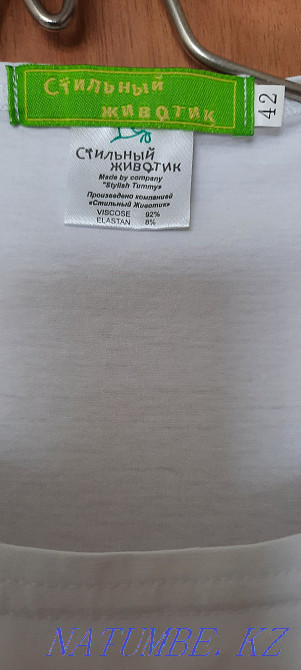 СТИЛЬНЫЙ
ЖИВОТИК
42
СТИЛЬНЫЙ
ЖИВОТИК
Made by company
"Stylish Tummy"
Произведено компанией
«Стильный Животик»
VISCOSE 92%
ELASTAN 8%
NATUMBE. KZ